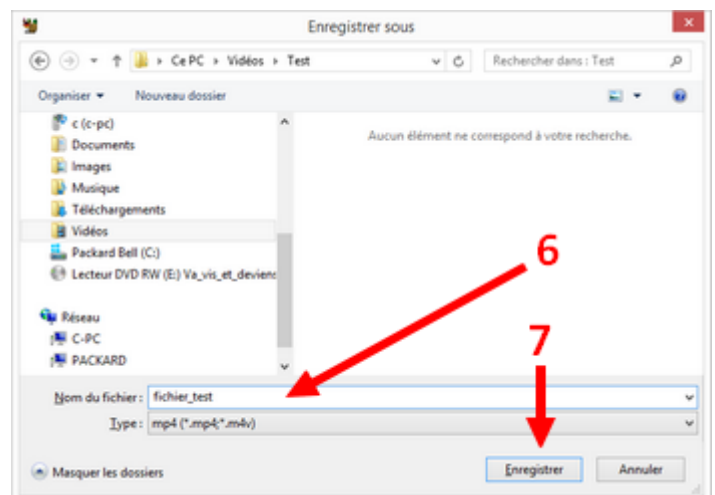 Enregistrer sous
Ce PC Vidéos Test
Rechercher dans : Test
Organiser Nouveau dossier
c (c-pc)
Documents
Images
Musique
Téléchargements
Vidéos
Packard Bell (C:)
Lecteur DVD RW (E:) Va_vis_et_deviens
Réseau
C-PC
PACKARD
Aucun élément ne correspond à votre recherche.
6
7
Nom du fichier : fichier_test
Type : mp4 (*.mp4;*.m4v)
Masquer les dossiers
Enregistrer
Annuler